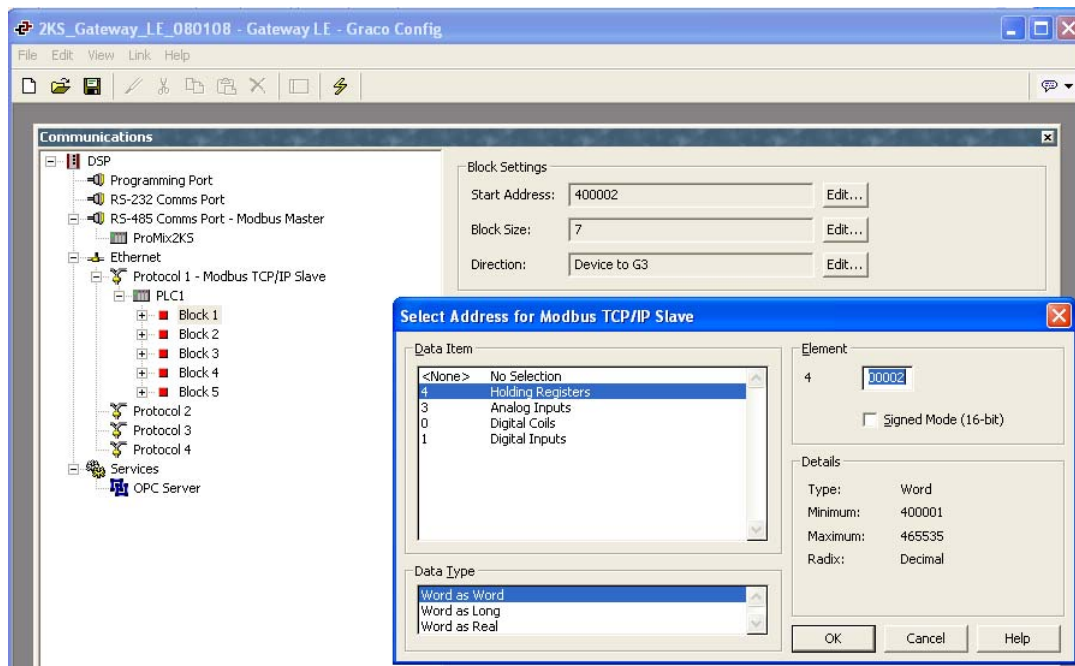 2KS_Gateway_LE_080108 - Gateway LE - Graco Config
File Edit View Link Help
Communications
DSP
Programming Port
RS-232 Comms Port
RS-485 Comms Port - Modbus Master
ProMix2KS
Ethernet
Protocol 1 - Modbus TCP/IP Slave
PLC1
Block 1
Block 2
Block 3
Block 4
Block 5
Protocol 2
Protocol 3
Protocol 4
Services
OPC Server
Block Settings
Start Address: 400002 Edit...
Block Size: 7 Edit...
Direction: Device to G3 Edit...
Select Address for Modbus TCP/IP Slave
Data Item
<None> No Selection
4 Holding Registers
3 Analog Inputs
0 Digital Coils
1 Digital Inputs
Data Type
Word as Word
Word as Long
Word as Real
Element
4 00002
Signed Mode (16-bit)
Details
Type: Word
Minimum: 400001
Maximum: 465535
Radix: Decimal
OK Cancel Help